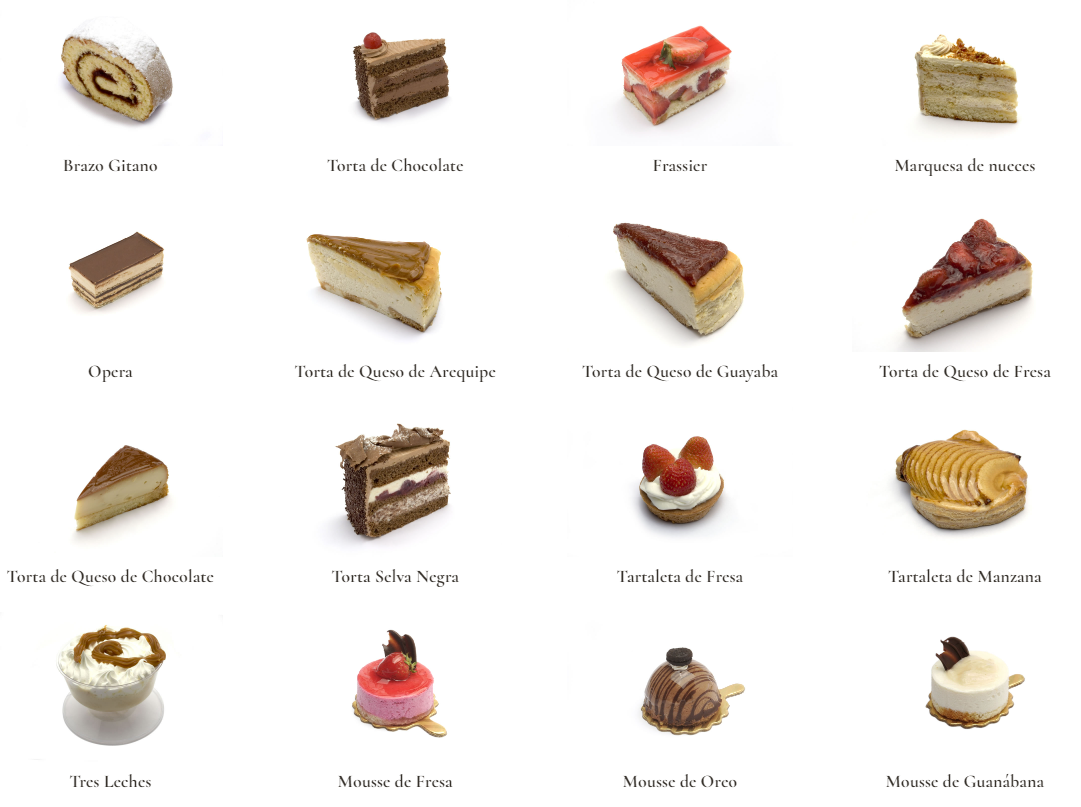 Brazo Gitano
Torta de Chocolate
Frassier
Marquesa de nueces
Opera
Torta de Queso de Arequipe
Torta de Queso de Guayaba
Torta de Queso de Fresa
Torta de Queso de Chocolate
Torta Selva Negra
Tartaleta de Fresa
Tartaleta de Manzana
Tres Leches
Mousse de Fresa
Mousse de Oreo
Mousse de Guanábana